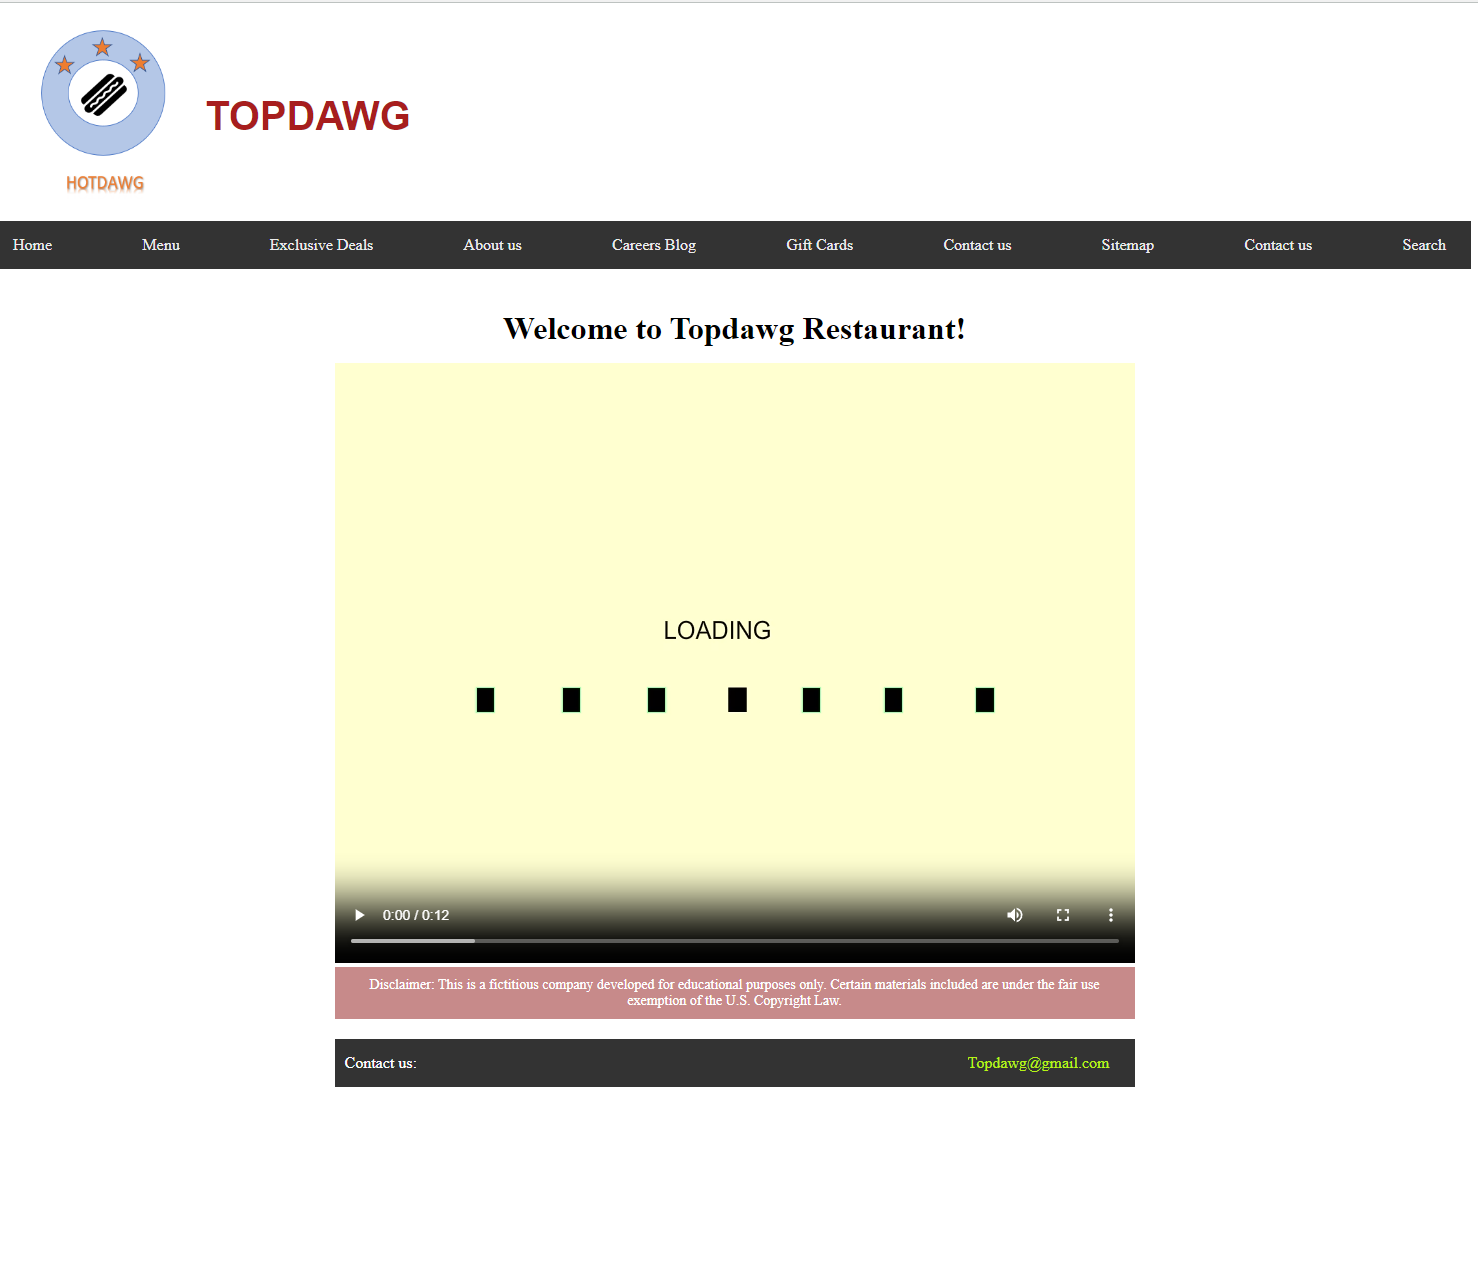 TOPDAWG
HOTDAWG
Home Menu Exclusive Deals About us Careers Blog Gift Cards Contact us Sitemap Contact us Search
Welcome to Topdawg Restaurant!
LOADING
0:00 / 0:12
Disclaimer: This is a fictitious company developed for educational purposes only. Certain materials included are under the fair use
exemption of the U.S. Copyright Law.
Contact us: Topdawg@gmail.com